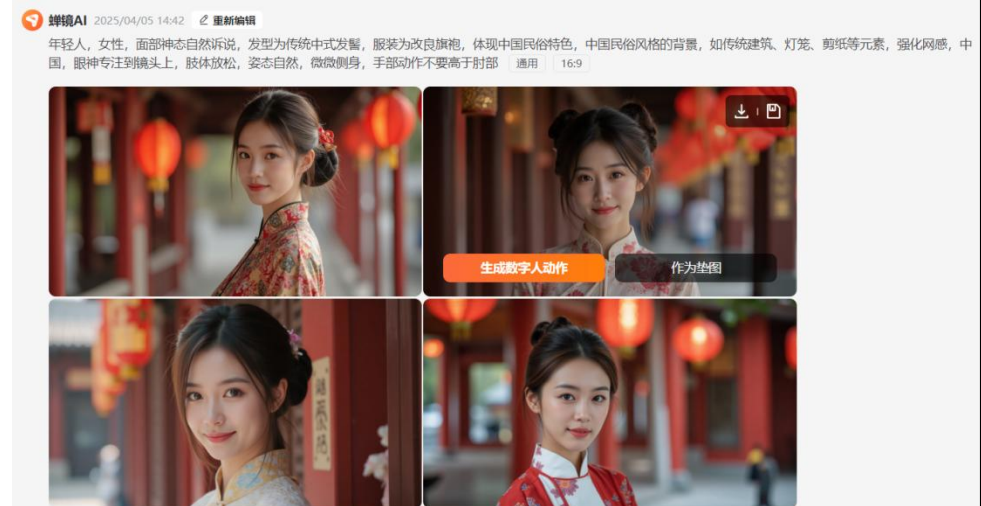 蝉镜AI 2025/04/05 14:42 重新编辑
年轻人，女性，面部神态自然诉说，发型为传统中式发髻，服装为改良旗袍，体现中国民俗特色，中国民俗风格的背景，如传统建筑、灯笼、剪纸等元素，强化网感，中
国，眼神专注到镜头上，肢体放松，姿态自然，微微侧身，手部动作不要高于肘部 通用 16:9
生成数字人动作 作为垫图